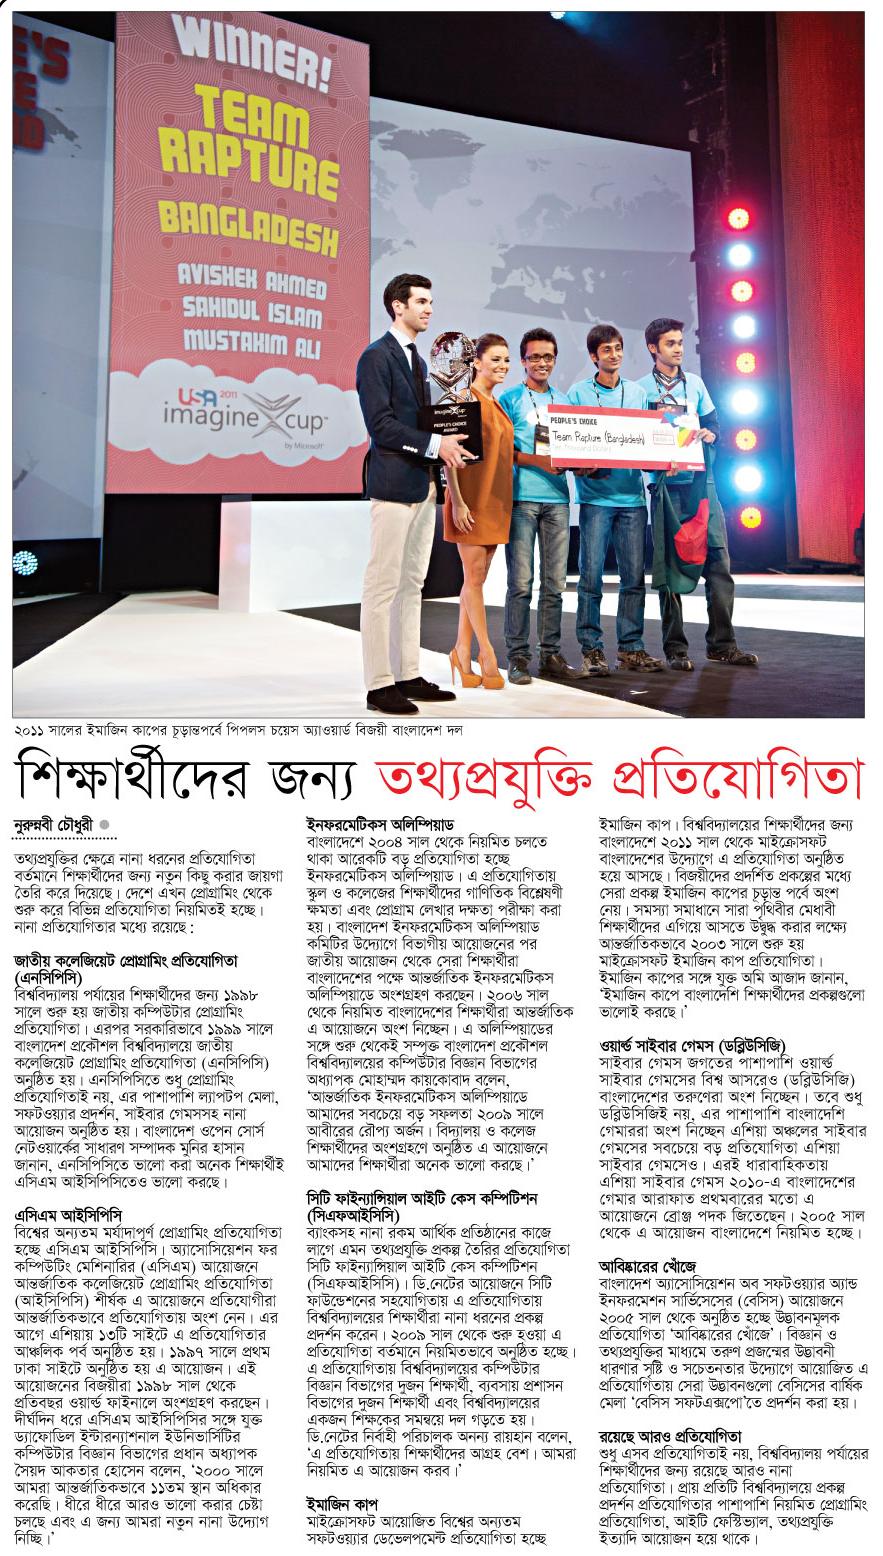 WINNER!
TEAM
RAPTURE
BANGLADESH
AVISHEK AHMED
SAHIDUL ISLAM
MUSTAHIM ALI
USA 2011
imagine cup™
by Microsoft®
imagine cup
PEOPLE'S CHOICE
AWARD
PEOPLE'S CHOICE
Team Rapture (Bangladesh)
২০১১ সালের ইমাজিন কাপের চূড়ান্তপর্বে পিপলস চয়েস অ্যাওয়ার্ড বিজয়ী বাংলাদেশ দল
শিক্ষার্থীদের জন্য তথ্যপ্রযুক্তি প্রতিযোগিতা
নুরুন্নবী চৌধুরী ●
তথ্যপ্রযুক্তির ক্ষেত্রে নানা ধরনের প্রতিযোগিতা
বর্তমানে শিক্ষার্থীদের জন্য নতুন কিছু করার জায়গা
তৈরি করে দিয়েছে। দেশে এখন প্রোগ্রামিং থেকে
শুরু করে বিভিন্ন প্রতিযোগিতা নিয়মিতই হচ্ছে।
নানা প্রতিযোগিতার মধ্যে রয়েছে:
জাতীয় কলেজিয়েট প্রোগ্রামিং প্রতিযোগিতা
(এনসিপিসি)
বিশ্ববিদ্যালয় পর্যায়ের শিক্ষার্থীদের জন্য ১৯৯৮
সালে শুরু হয় জাতীয় কম্পিউটার প্রোগ্রামিং
প্রতিযোগিতা। এরপর সরকারিভাবে ১৯৯৯ সালে
বাংলাদেশ প্রকৌশল বিশ্ববিদ্যালয়ে জাতীয়
কলেজিয়েট প্রোগ্রামিং প্রতিযোগিতা (এনসিপিসি)
অনুষ্ঠিত হয়। এনসিপিসিতে শুধু প্রোগ্রামিং
প্রতিযোগিতাই নয়, এর পাশাপাশি ল্যাপটপ মেলা,
সফটওয়্যার প্রদর্শন, সাইবার গেমসসহ নানা
আয়োজন অনুষ্ঠিত হয়। বাংলাদেশ ওপেন সোর্স
নেটওয়ার্কের সাধারণ সম্পাদক মুনির হাসান
জানান, এনসিপিসিতে ভালো করা অনেক শিক্ষার্থীই
এসিএম আইসিপিসিতেও ভালো করছে।
এসিএম আইসিপিসি
বিশ্বের অন্যতম মর্যাদাপূর্ণ প্রোগ্রামিং প্রতিযোগিতা
হচ্ছে এসিএম আইসিপিসি। অ্যাসোসিয়েশন ফর
কম্পিউটিং মেশিনারির (এসিএম) আয়োজনে
আন্তর্জাতিক কলেজিয়েট প্রোগ্রামিং প্রতিযোগিতা
(আইসিপিসি) শীর্ষক এ আয়োজনে প্রতিযোগীরা
আন্তর্জাতিকভাবে প্রতিযোগিতায় অংশ নেন। এর
আগে এশিয়ায় ১৩টি সাইটে এ প্রতিযোগিতার
আঞ্চলিক পর্ব অনুষ্ঠিত হয়। ১৯৯৭ সালে প্রথম
ঢাকা সাইটে অনুষ্ঠিত হয় এ আয়োজন। এই
আয়োজনের বিজয়ীরা ১৯৯৮ সাল থেকে
প্রতিবছর ওয়ার্ল্ড ফাইনালে অংশগ্রহণ করছেন।
দীর্ঘদিন ধরে এসিএম আইসিপিসির সঙ্গে যুক্ত
ড্যাফোডিল ইন্টারন্যাশনাল ইউনিভার্সিটির
কম্পিউটার বিজ্ঞান বিভাগের প্রধান অধ্যাপক
সৈয়দ আকতার হোসেন বলেন, ‘২০০০ সালে
আমরা আন্তর্জাতিকভাবে ১১তম স্থান অধিকার
করেছি। ধীরে ধীরে আরও ভালো করার চেষ্টা
চলছে এবং এ জন্য আমরা নতুন নানা উদ্যোগ
নিচ্ছি।’
ইনফরমেটিকস অলিম্পিয়াড
বাংলাদেশে ২০০৪ সাল থেকে নিয়মিত চলতে
থাকা আরেকটি বড় প্রতিযোগিতা হচ্ছে
ইনফরমেটিকস অলিম্পিয়াড। এ প্রতিযোগিতায়
স্কুল ও কলেজের শিক্ষার্থীদের গাণিতিক বিশ্লেষণী
ক্ষমতা এবং প্রোগ্রাম লেখার দক্ষতা পরীক্ষা করা
হয়। বাংলাদেশ ইনফরমেটিকস অলিম্পিয়াড
কমিটির উদ্যোগে বিভাগীয় আয়োজনের পর
জাতীয় আয়োজন থেকে সেরা শিক্ষার্থীরা
বাংলাদেশের পক্ষে আন্তর্জাতিক ইনফরমেটিকস
অলিম্পিয়াডে অংশগ্রহণ করছেন। ২০০৬ সাল
থেকে নিয়মিত বাংলাদেশের শিক্ষার্থীরা আন্তর্জাতিক
এ আয়োজনে অংশ নিচ্ছেন। এ অলিম্পিয়াডের
সঙ্গে শুরু থেকেই সম্পৃক্ত বাংলাদেশ প্রকৌশল
বিশ্ববিদ্যালয়ের কম্পিউটার বিজ্ঞান বিভাগের
অধ্যাপক মোহাম্মদ কায়কোবাদ বলেন,
‘আন্তর্জাতিক ইনফরমেটিকস অলিম্পিয়াডে
আমাদের সবচেয়ে বড় সফলতা ২০০৯ সালে
আবীরের রৌপ্য অর্জন। বিদ্যালয় ও কলেজ
শিক্ষার্থীদের অংশগ্রহণে অনুষ্ঠিত এ আয়োজনে
আমাদের শিক্ষার্থীরা অনেক ভালো করছে।’
সিটি ফাইন্যান্সিয়াল আইটি কেস কম্পিটিশন
(সিএফআইসিসি)
ব্যাংকসহ নানা রকম আর্থিক প্রতিষ্ঠানের কাজে
লাগে এমন তথ্যপ্রযুক্তি প্রকল্প তৈরির প্রতিযোগিতা
সিটি ফাইন্যান্সিয়াল আইটি কেস কম্পিটিশন
(সিএফআইসিসি)। ডি.নেটের আয়োজনে সিটি
ফাউন্ডেশনের সহযোগিতায় এ প্রতিযোগিতায়
বিশ্ববিদ্যালয়ের শিক্ষার্থীরা নানা ধরনের প্রকল্প
প্রদর্শন করেন। ২০০৯ সাল থেকে শুরু হওয়া এ
প্রতিযোগিতা বর্তমানে নিয়মিতভাবে অনুষ্ঠিত হচ্ছে।
এ প্রতিযোগিতায় বিশ্ববিদ্যালয়ের কম্পিউটার
বিজ্ঞান বিভাগের দুজন শিক্ষার্থী, ব্যবসায় প্রশাসন
বিভাগের দুজন শিক্ষার্থী এবং বিশ্ববিদ্যালয়ের
একজন শিক্ষকের সমন্বয়ে দল গড়তে হয়।
ডি.নেটের নির্বাহী পরিচালক অনন্য রায়হান বলেন,
‘এ প্রতিযোগিতায় শিক্ষার্থীদের আগ্রহ বেশ। আমরা
নিয়মিত এ আয়োজন করব।’
ইমাজিন কাপ
মাইক্রোসফট আয়োজিত বিশ্বের অন্যতম
সফটওয়্যার ডেভেলপমেন্ট প্রতিযোগিতা হচ্ছে
ইমাজিন কাপ। বিশ্ববিদ্যালয়ের শিক্ষার্থীদের জন্য
বাংলাদেশে ২০১১ সাল থেকে মাইক্রোসফট
বাংলাদেশের উদ্যোগে এ প্রতিযোগিতা অনুষ্ঠিত
হয়ে আসছে। বিজয়ীদের প্রদর্শিত প্রকল্পের মধ্যে
সেরা প্রকল্প ইমাজিন কাপের চূড়ান্ত পর্বে অংশ
নেয়। সমস্যা সমাধানে সারা পৃথিবীর মেধাবী
শিক্ষার্থীদের এগিয়ে আসতে উদ্বুদ্ধ করার লক্ষ্যে
আন্তর্জাতিকভাবে ২০০৩ সালে শুরু হয়
মাইক্রোসফট ইমাজিন কাপ প্রতিযোগিতা।
ইমাজিন কাপের সঙ্গে যুক্ত অমি আজাদ জানান,
‘ইমাজিন কাপে বাংলাদেশি শিক্ষার্থীদের প্রকল্পগুলো
ভালোই করছে।’
ওয়ার্ল্ড সাইবার গেমস (ডব্লিউসিজি)
সাইবার গেমস জগতের পাশাপাশি ওয়ার্ল্ড
সাইবার গেমসের বিশ্ব আসরেও (ডব্লিউসিজি)
বাংলাদেশের তরুণেরা অংশ নিচ্ছেন। তবে শুধু
ডব্লিউসিজিই নয়, এর পাশাপাশি বাংলাদেশি
গেমাররা অংশ নিচ্ছেন এশিয়া অঞ্চলের সাইবার
গেমসের সবচেয়ে বড় প্রতিযোগিতা এশিয়া
সাইবার গেমসেও। এরই ধারাবাহিকতায়
এশিয়া সাইবার গেমস ২০১০-এ বাংলাদেশের
গেমার আরাফাত প্রথমবারের মতো এ
আয়োজনে ব্রোঞ্জ পদক জিতেছেন। ২০০৫ সাল
থেকে এ আয়োজন বাংলাদেশে নিয়মিত হচ্ছে।
আবিষ্কারের খোঁজে
বাংলাদেশ অ্যাসোসিয়েশন অব সফটওয়্যার অ্যান্ড
ইনফরমেশন সার্ভিসেসের (বেসিস) আয়োজনে
২০০৫ সাল থেকে অনুষ্ঠিত হচ্ছে উদ্ভাবনমূলক
প্রতিযোগিতা ‘আবিষ্কারের খোঁজে’। বিজ্ঞান ও
তথ্যপ্রযুক্তির মাধ্যমে তরুণ প্রজন্মের উদ্ভাবনী
ধারণার সৃষ্টি ও সচেতনতার উদ্যোগে আয়োজিত এ
প্রতিযোগিতায় সেরা উদ্ভাবনগুলো বেসিসের বার্ষিক
মেলা ‘বেসিস সফটএক্সপো’তে প্রদর্শন করা হয়।
রয়েছে আরও প্রতিযোগিতা
শুধু এসব প্রতিযোগিতাই নয়, বিশ্ববিদ্যালয় পর্যায়ের
শিক্ষার্থীদের জন্য রয়েছে আরও নানা
প্রতিযোগিতা। প্রায় প্রতিটি বিশ্ববিদ্যালয়ে প্রকল্প
প্রদর্শন প্রতিযোগিতার পাশাপাশি নিয়মিত প্রোগ্রামিং
প্রতিযোগিতা, আইটি ফেস্টিভ্যাল, তথ্যপ্রযুক্তি
ইত্যাদি আয়োজন হয়ে থাকে।